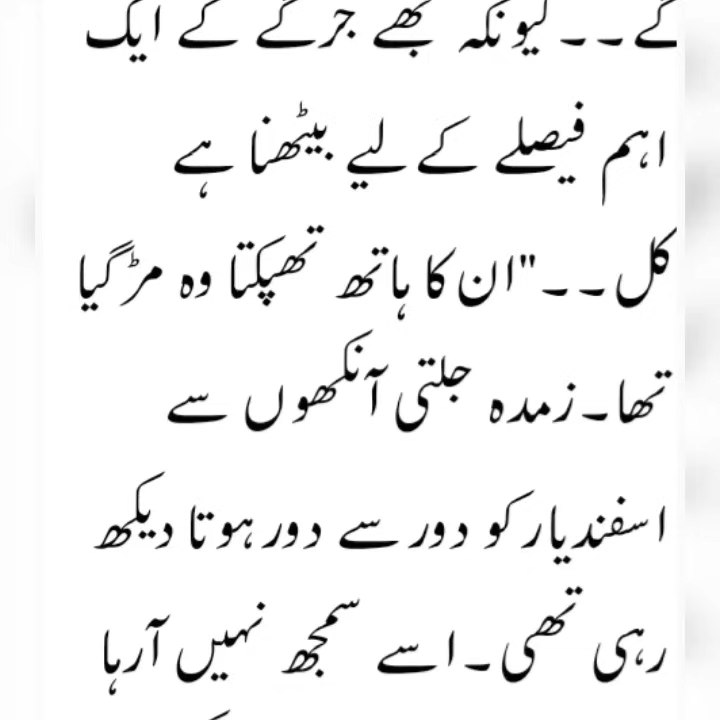 گے۔۔کیونکہ مجھے جرگے کے ایک
اہم فیصلے کے لیے بیٹھنا ہے
کل۔۔"ان کا ہاتھ تھپکتا وہ مڑ گیا
تھا۔زمدہ جلتی آنکھوں سے
اسفندیار کو دور سے دور ہوتا دیکھ
رہی تھی۔اسے سمجھ نہیں آرہا